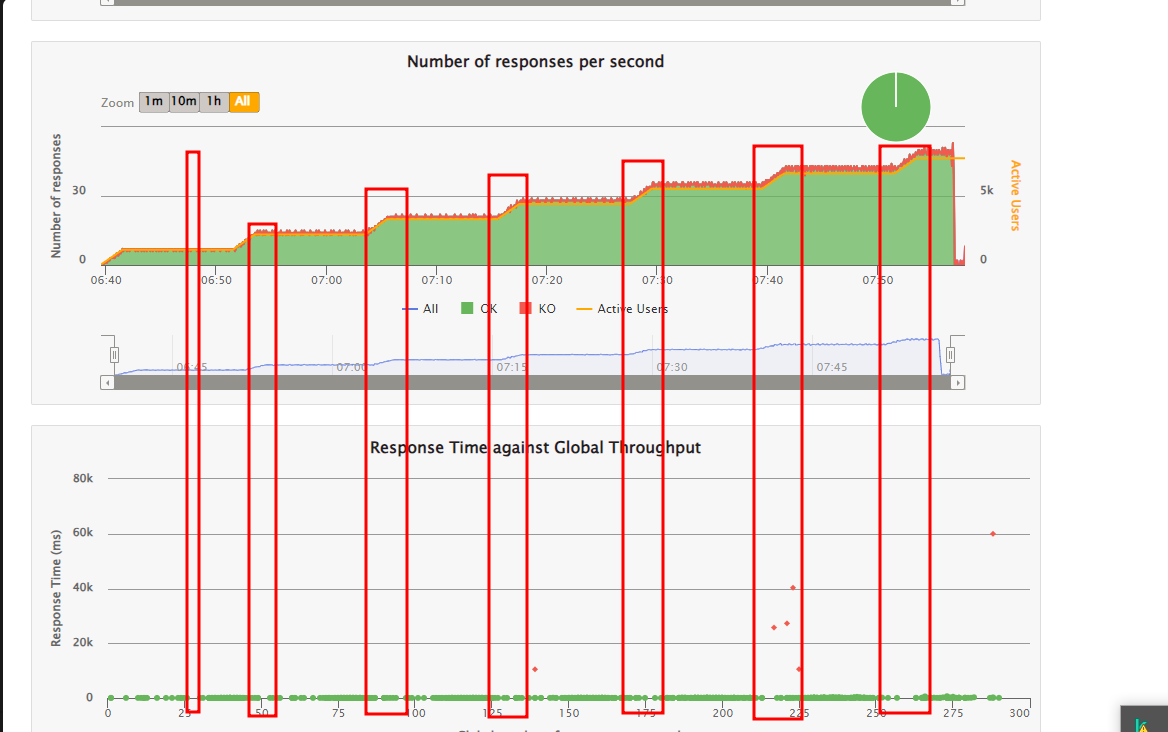 Number of responses per second
Zoom 1m 10m 1h All
Number of responses
30
0
5k
0
Active Users
06:40 06:50 07:00 07:10 07:20 07:30 07:40 07:50
All OK KO Active Users
06:45 07:00 07:15 07:30 07:45
Response Time against Global Throughput
Response Time (ms)
80k
60k
40k
20k
0
0 25 50 75 100 125 150 175 200 225 250 275 300